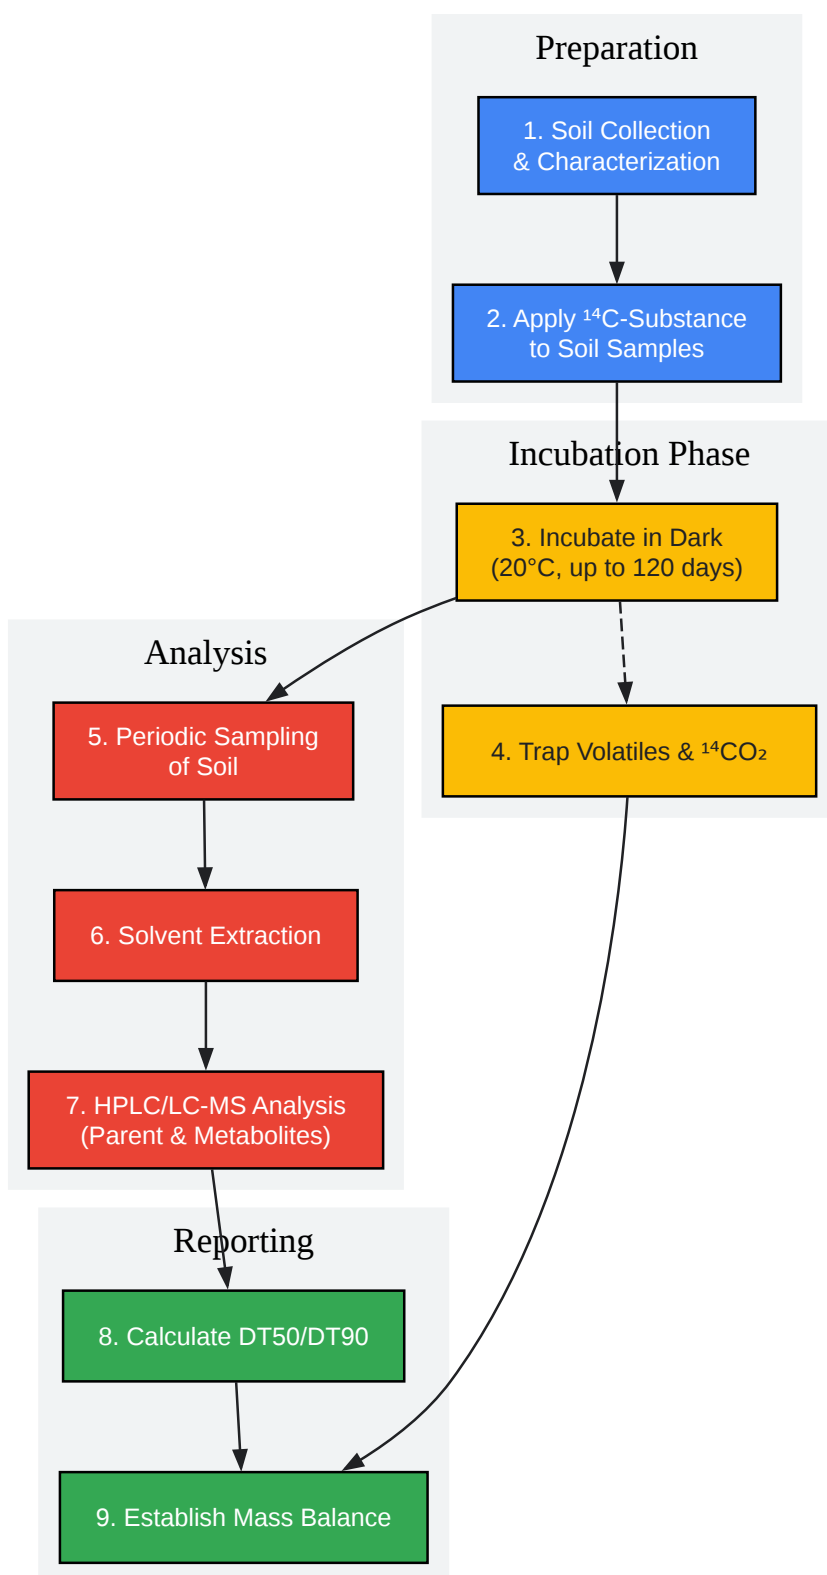 Preparation
1. Soil Collection
& Characterization
2. Apply ¹⁴C-Substance
to Soil Samples
Incubation Phase
3. Incubate in Dark
(20°C, up to 120 days)
4. Trap Volatiles & ¹⁴CO₂
Analysis
5. Periodic Sampling
of Soil
6. Solvent Extraction
7. HPLC/LC-MS Analysis
(Parent & Metabolites)
Reporting
8. Calculate DT50/DT90
9. Establish Mass Balance